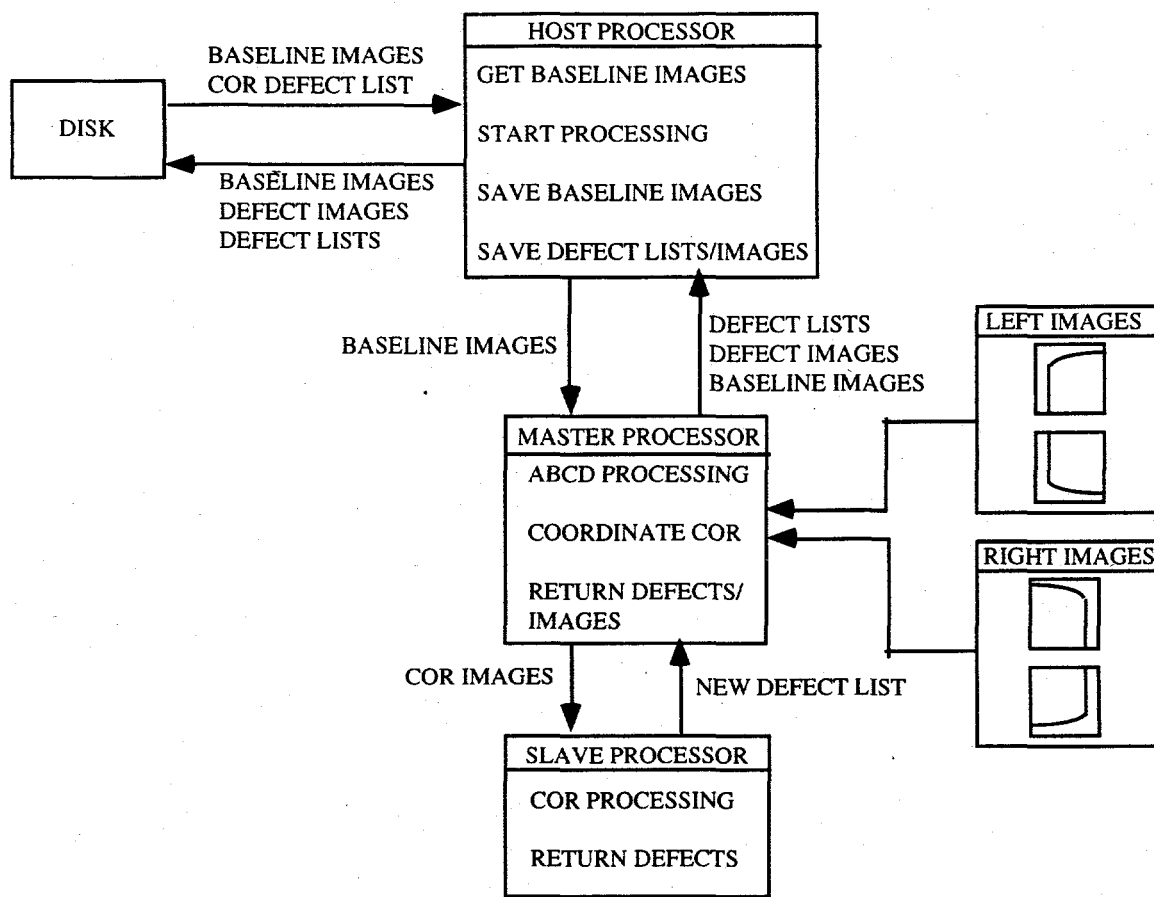 HOST PROCESSOR
GET BASELINE IMAGES
START PROCESSING
SAVE BASELINE IMAGES
SAVE DEFECT LISTS/IMAGES
BASELINE IMAGES
COR DEFECT LIST
DISK
BASELINE IMAGES
DEFECT IMAGES
DEFECT LISTS
BASELINE IMAGES
DEFECT LISTS
DEFECT IMAGES
BASELINE IMAGES
LEFT IMAGES
MASTER PROCESSOR
ABCD PROCESSING
COORDINATE COR
RETURN DEFECTS/
IMAGES
RIGHT IMAGES
COR IMAGES
NEW DEFECT LIST
SLAVE PROCESSOR
COR PROCESSING
RETURN DEFECTS